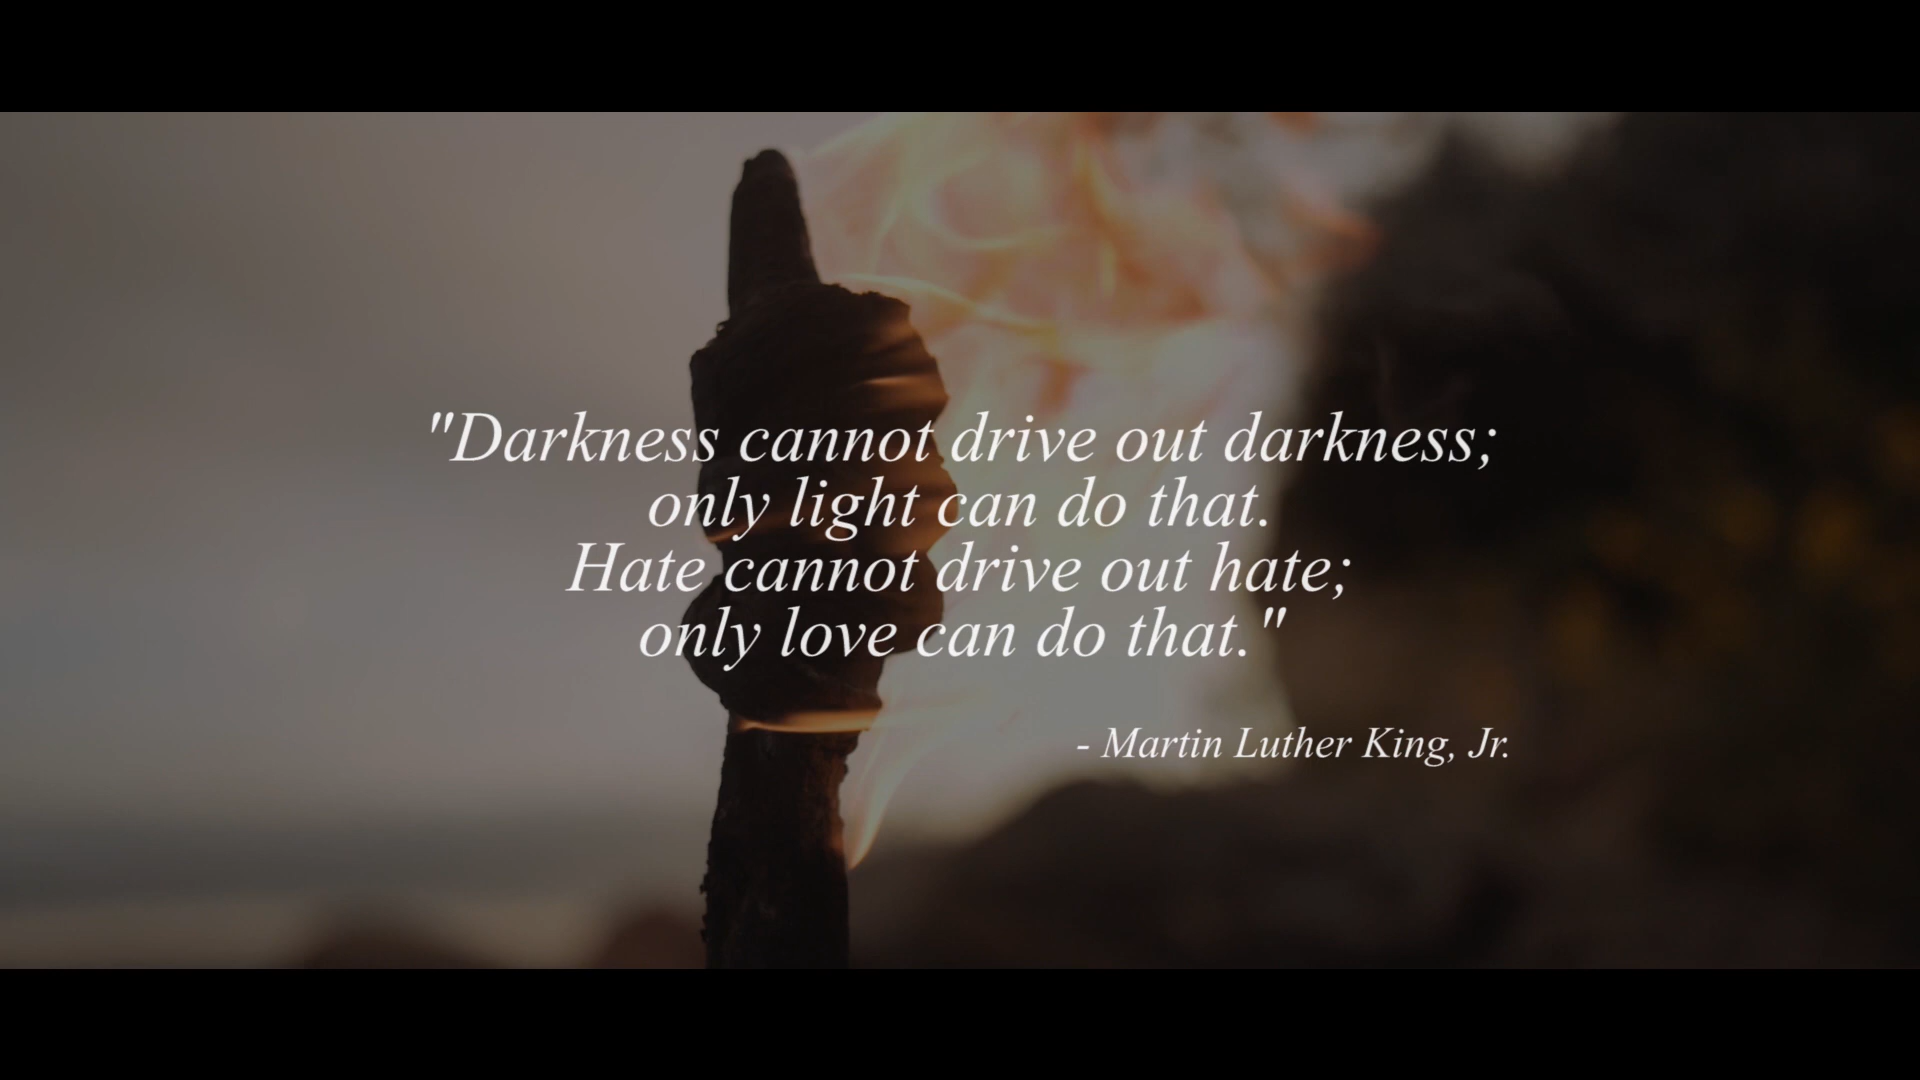 "Darkness cannot drive out darkness;
only light can do that.
Hate cannot drive out hate;
only love can do that."
- Martin Luther King, Jr.